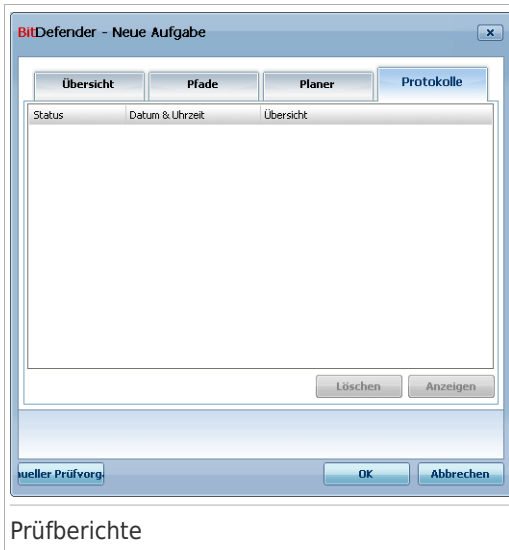 BitDefender - Neue Aufgabe
Übersicht Pfade Planer Protokolle
Status Datum & Uhrzeit Übersicht
Löschen Anzeigen
ueller Prüfvorg. OK Abbrechen
Prüfberichte